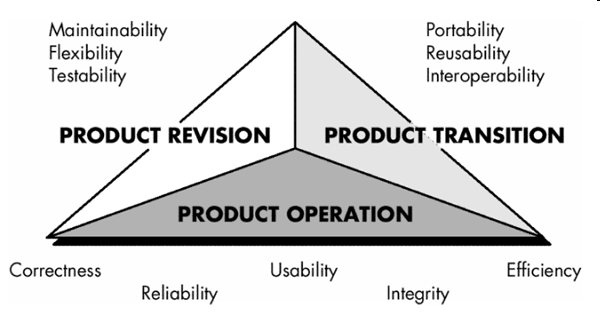 Maintainability
Flexibility
Testability
Portability
Reusability
Interoperability
PRODUCT REVISION
PRODUCT TRANSITION
PRODUCT OPERATION
Correctness
Usability
Efficiency
Reliability
Integrity